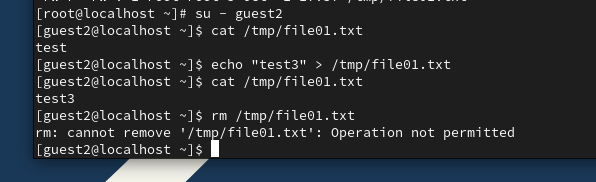 [root@localhost ~]# su - guest2
[guest2@localhost ~]$ cat /tmp/file01.txt
test
[guest2@localhost ~]$ echo "test3" > /tmp/file01.txt
[guest2@localhost ~]$ cat /tmp/file01.txt
test3
[guest2@localhost ~]$ rm /tmp/file01.txt
rm: cannot remove '/tmp/file01.txt': Operation not permitted
[guest2@localhost ~]$